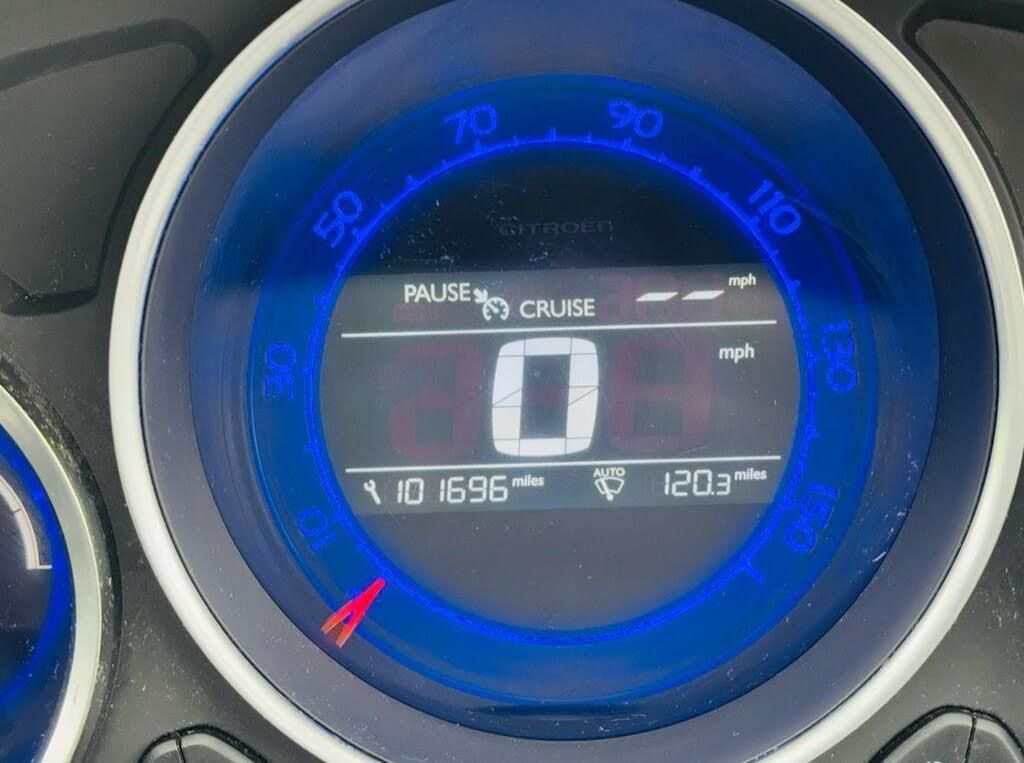 70 90
50 110
CITROËN
PAUSE CRUISE -- mph
30 0 mph 130
101696 miles AUTO 120.3 miles
10 150